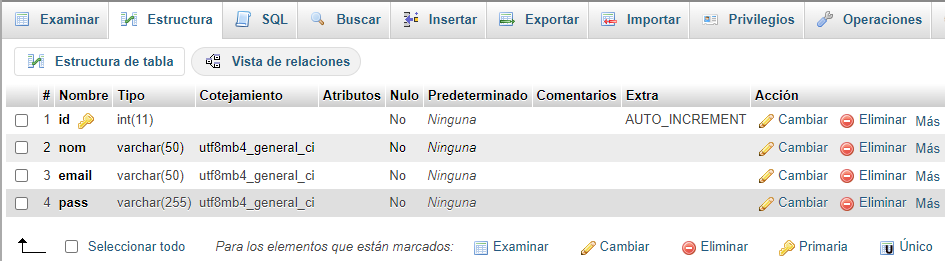 Examinar Estructura SQL Buscar Insertar Exportar Importar Privilegios Operaciones
Estructura de tabla Vista de relaciones
# Nombre Tipo Cotejamiento Atributos Nulo Predeterminado Comentarios Extra Acción
1 id int(11) No Ninguna AUTO_INCREMENT Cambiar Eliminar Más
2 nom varchar(50) utf8mb4_general_ci No Ninguna Cambiar Eliminar Más
3 email varchar(50) utf8mb4_general_ci No Ninguna Cambiar Eliminar Más
4 pass varchar(255) utf8mb4_general_ci No Ninguna Cambiar Eliminar Más
Seleccionar todo Para los elementos que están marcados: Examinar Cambiar Eliminar Primaria Único